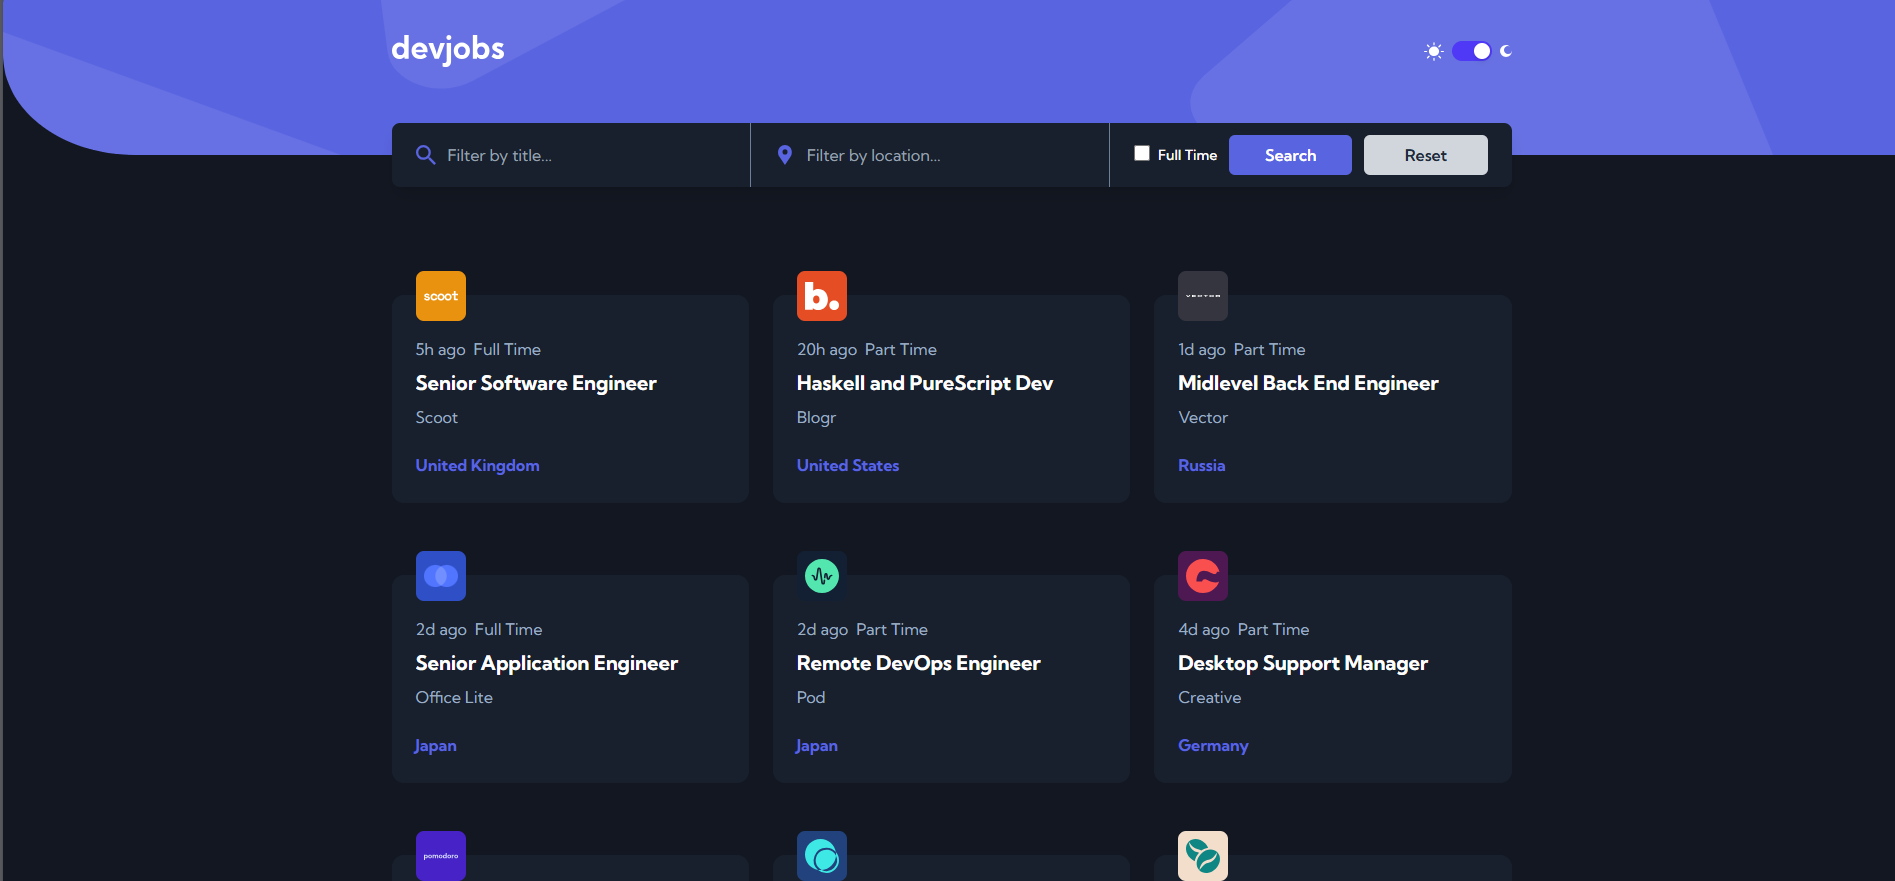 devjobs
Filter by title...
Filter by location...
Full Time
Search
Reset
scoot
b.
VECTOR
5h ago Full Time
Senior Software Engineer
Scoot
United Kingdom
20h ago Part Time
Haskell and PureScript Dev
Blogr
United States
1d ago Part Time
Midlevel Back End Engineer
Vector
Russia
2d ago Full Time
Senior Application Engineer
Office Lite
Japan
2d ago Part Time
Remote DevOps Engineer
Pod
Japan
4d ago Part Time
Desktop Support Manager
Creative
Germany
pomodoro